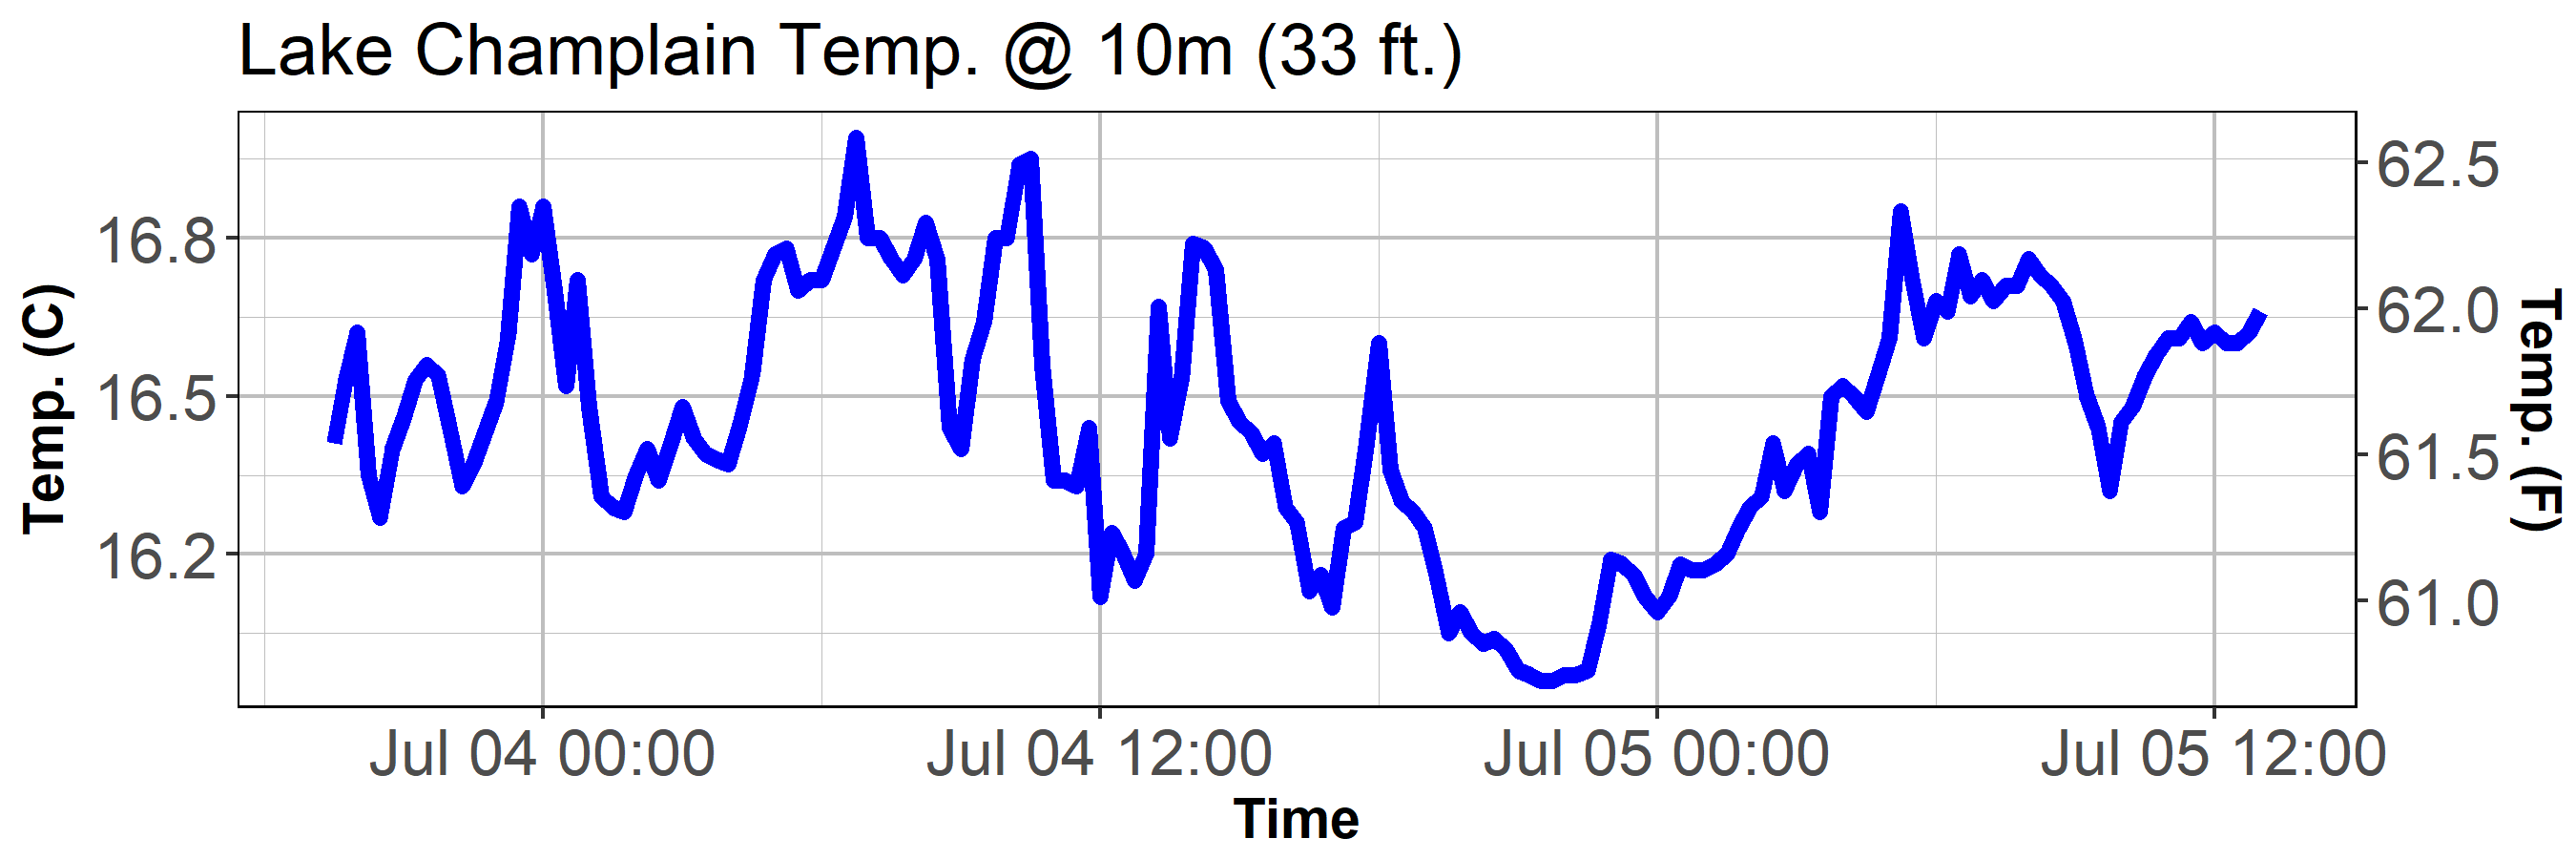 Lake Champlain Temp. @ 10m (33 ft.)
Temp. (C)
16.8
16.5
16.2
62.5
62.0
61.5
61.0
Temp. (F)
Jul 04 00:00 Jul 04 12:00 Jul 05 00:00 Jul 05 12:00
Time